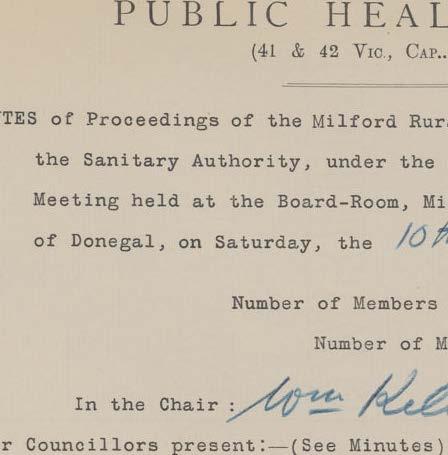 PUBLIC HEAL
(41 & 42 VIC., CAP..
TES of Proceedings of the Milford Rur
the Sanitary Authority, under the
Meeting held at the Board-Room, Mi
of Donegal, on Saturday, the 10th
Number of Members
Number of M
In the Chair: Wm Kell
r Councillors present:—(See Minutes)